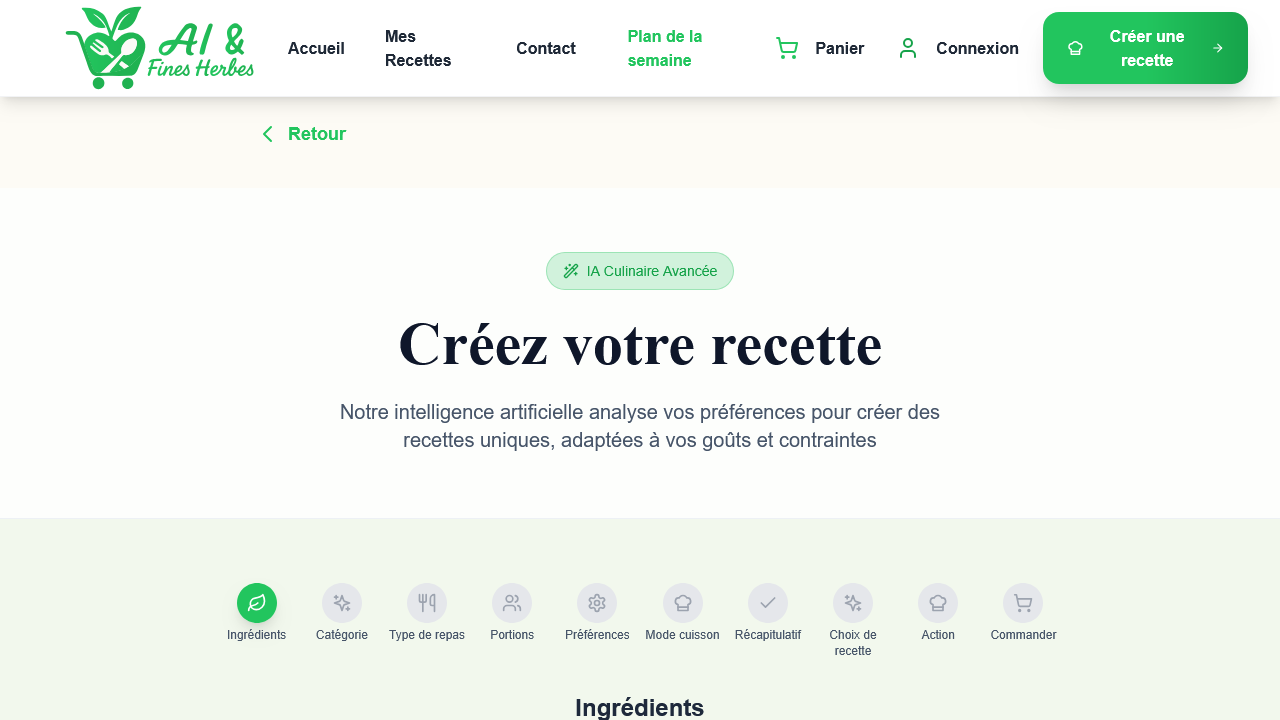 AI &
Fines Herbes
Accueil
Mes
Recettes
Contact
Plan de la
semaine
Panier
Connexion
Créer une
recette
Retour
IA Culinaire Avancée
Créez votre recette
Notre intelligence artificielle analyse vos préférences pour créer des
recettes uniques, adaptées à vos goûts et contraintes
Ingrédients
Catégorie
Type de repas
Portions
Préférences
Mode cuisson
Récapitulatif
Choix de
recette
Action
Commander
Ingrédients